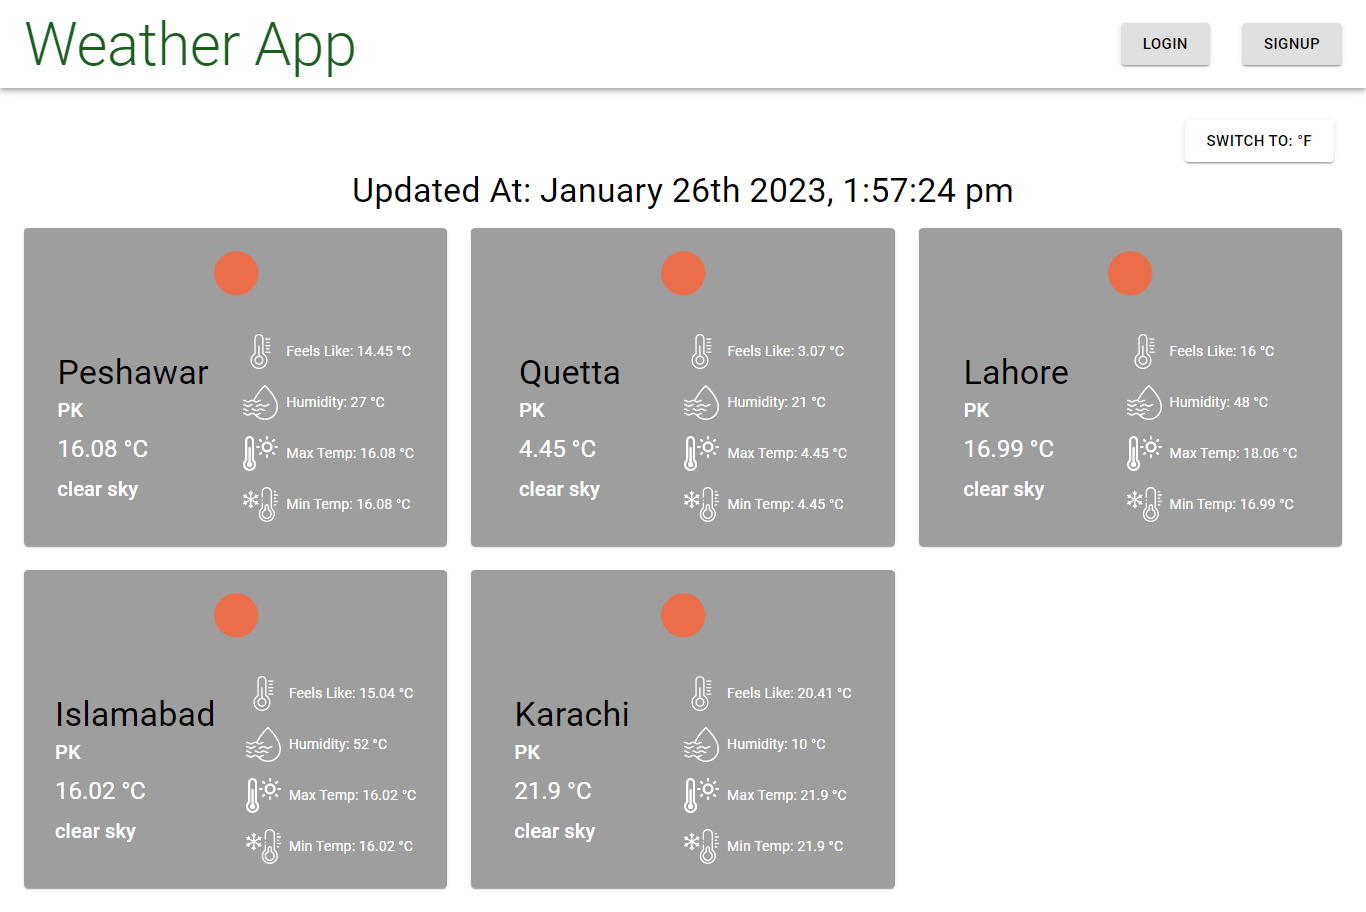 Weather App
LOGIN
SIGNUP
SWITCH TO: °F
Updated At: January 26th 2023, 1:57:24 pm
Peshawar
PK
16.08 °C
clear sky
Feels Like: 14.45 °C
Humidity: 27 °C
Max Temp: 16.08 °C
Min Temp: 16.08 °C
Quetta
PK
4.45 °C
clear sky
Feels Like: 3.07 °C
Humidity: 21 °C
Max Temp: 4.45 °C
Min Temp: 4.45 °C
Lahore
PK
16.99 °C
clear sky
Feels Like: 16 °C
Humidity: 48 °C
Max Temp: 18.06 °C
Min Temp: 16.99 °C
Islamabad
PK
16.02 °C
clear sky
Feels Like: 15.04 °C
Humidity: 52 °C
Max Temp: 16.02 °C
Min Temp: 16.02 °C
Karachi
PK
21.9 °C
clear sky
Feels Like: 20.41 °C
Humidity: 10 °C
Max Temp: 21.9 °C
Min Temp: 21.9 °C